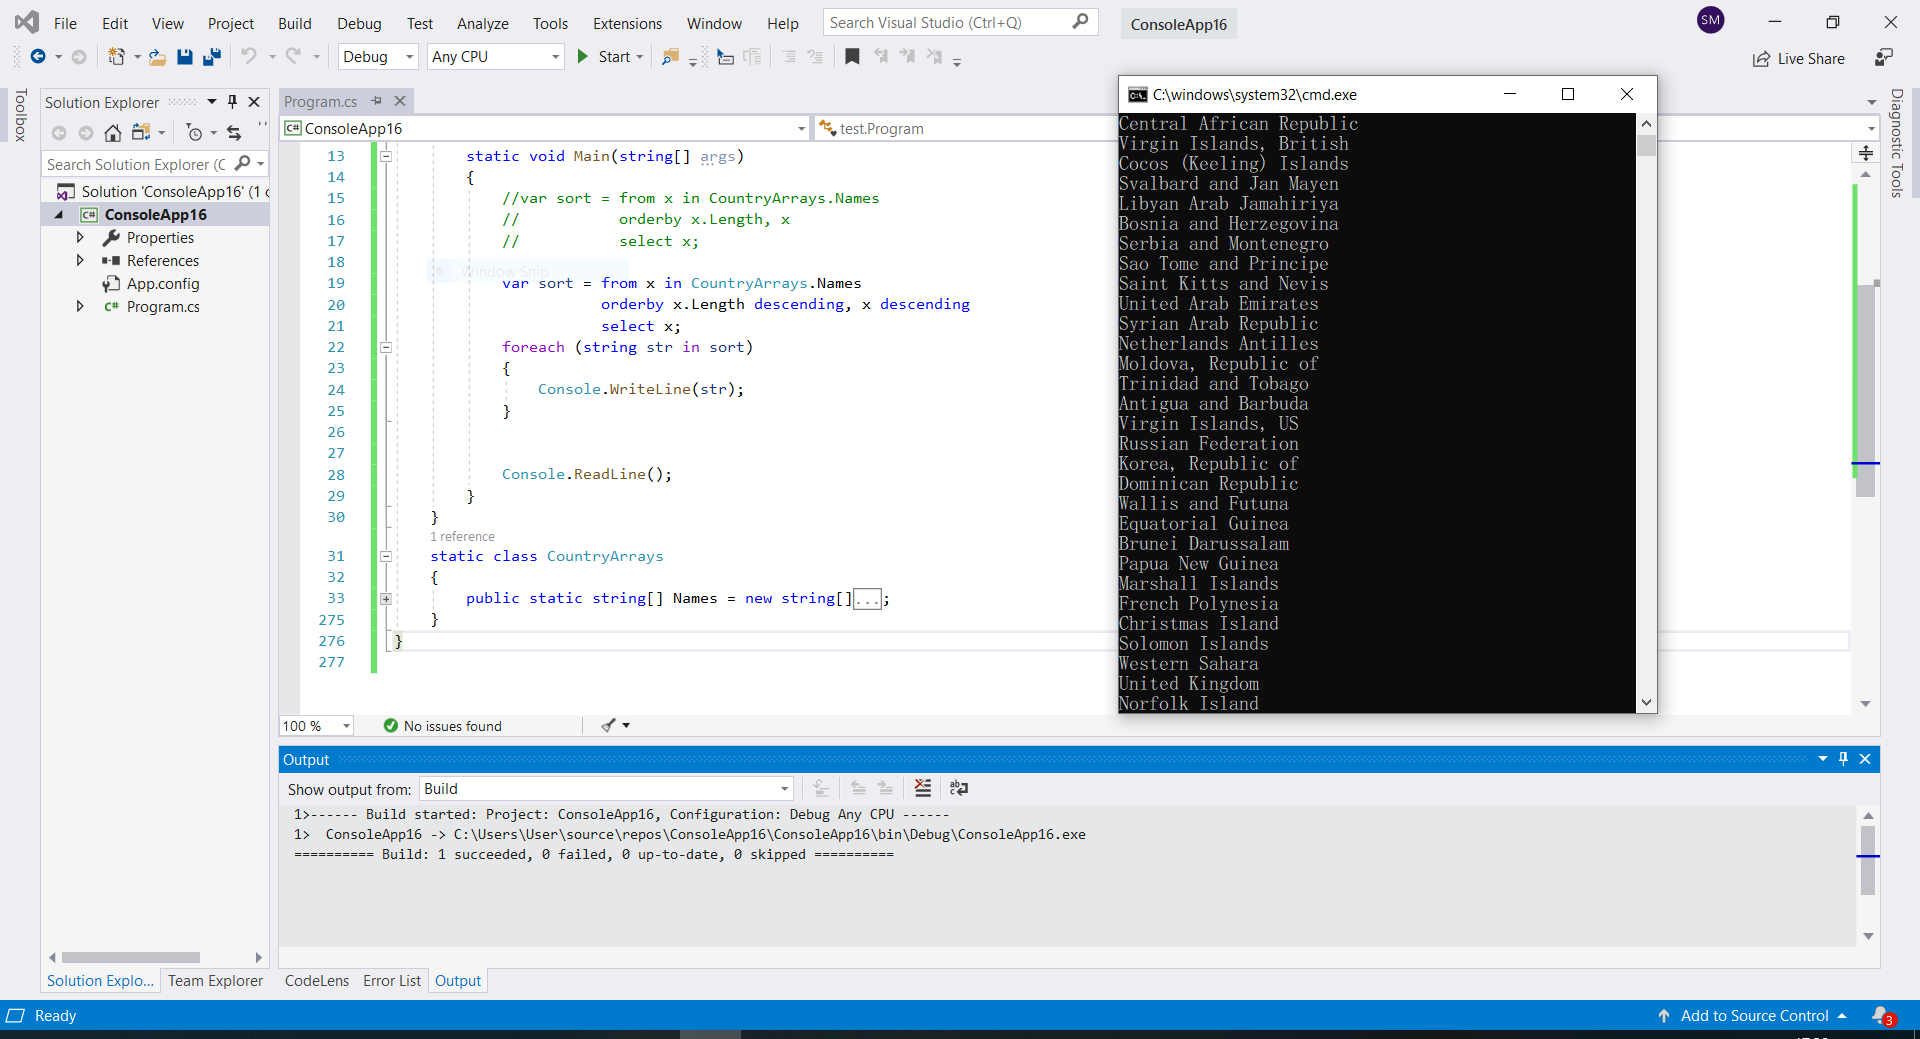 File Edit View Project Build Debug Test Analyze Tools Extensions Window Help Search Visual Studio (Ctrl+Q) ConsoleApp16 SM
Debug Any CPU Start Live Share
Toolbox
Solution Explorer
Search Solution Explorer (C
Solution 'ConsoleApp16' (1 c
C# ConsoleApp16
Properties
References
App.config
C# Program.cs
Program.cs
C# ConsoleApp16 test.Program
13 static void Main(string[] args)
14 {
15 //var sort = from x in CountryArrays.Names
16 // orderby x.Length, x
17 // select x;
18
Window Snip
19 var sort = from x in CountryArrays.Names
20 orderby x.Length descending, x descending
21 select x;
22 foreach (string str in sort)
23 {
24 Console.WriteLine(str);
25 }
26
27
28 Console.ReadLine();
29 }
30 }
1 reference
31 static class CountryArrays
32 {
33 public static string[] Names = new string[]...;
275 }
276 }
277
C:\windows\system32\cmd.exe
Central African Republic
Virgin Islands, British
Cocos (Keeling) Islands
Svalbard and Jan Mayen
Libyan Arab Jamahiriya
Bosnia and Herzegovina
Serbia and Montenegro
Sao Tome and Principe
Saint Kitts and Nevis
United Arab Emirates
Syrian Arab Republic
Netherlands Antilles
Moldova, Republic of
Trinidad and Tobago
Antigua and Barbuda
Virgin Islands, US
Russian Federation
Korea, Republic of
Dominican Republic
Wallis and Futuna
Equatorial Guinea
Brunei Darussalam
Papua New Guinea
Marshall Islands
French Polynesia
Christmas Island
Solomon Islands
Western Sahara
United Kingdom
Norfolk Island
Diagnostic Tools
100 % No issues found
Output
Show output from: Build
1>------ Build started: Project: ConsoleApp16, Configuration: Debug Any CPU ------
1> ConsoleApp16 -> C:\Users\User\source\repos\ConsoleApp16\ConsoleApp16\bin\Debug\ConsoleApp16.exe
========== Build: 1 succeeded, 0 failed, 0 up-to-date, 0 skipped ==========
Solution Explo... Team Explorer CodeLens Error List Output
Ready Add to Source Control 3